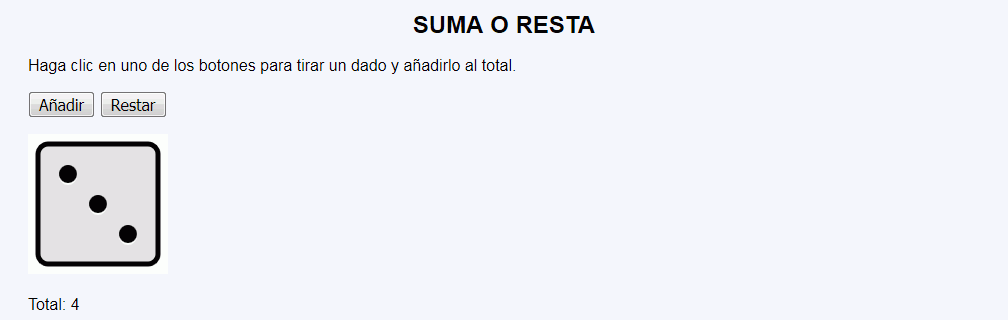 SUMA O RESTA
Haga clic en uno de los botones para tirar un dado y añadirlo al total.
Añadir Restar
Total: 4